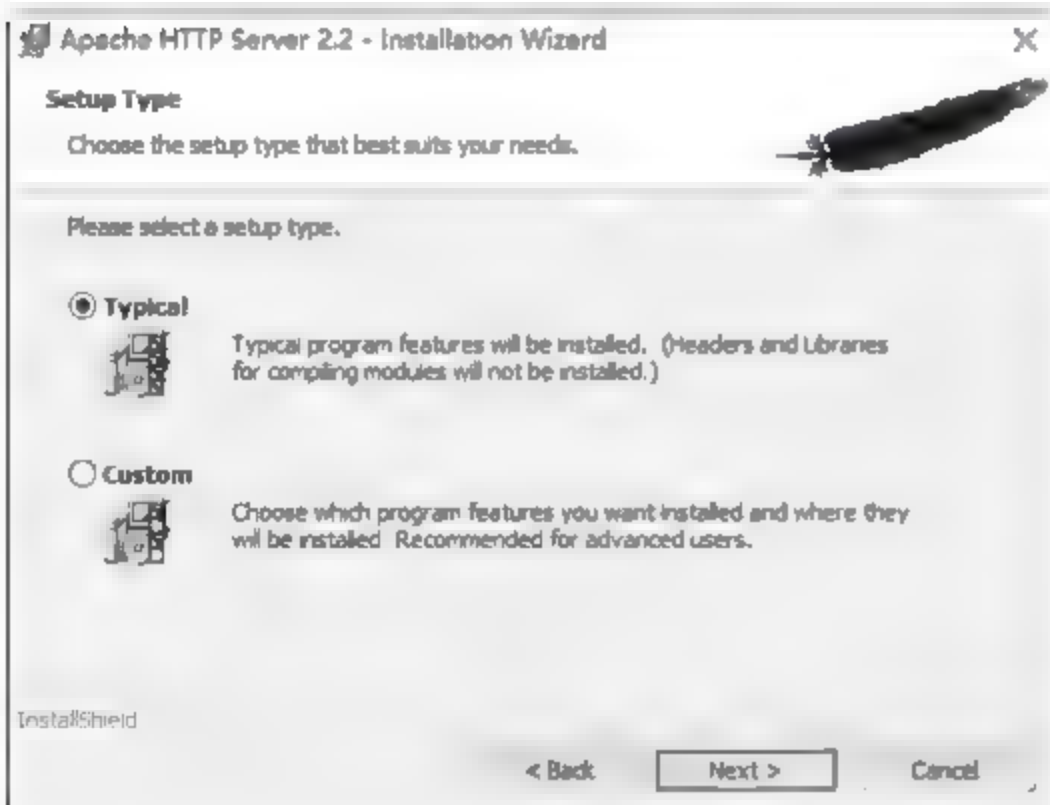 Apache HTTP Server 2.2 - Installation Wizard
Setup Type
Choose the setup type that best suits your needs.
Please select a setup type.
Typical
Typical program features will be installed. (Headers and Libraries
for compiling modules will not be installed.)
Custom
Choose which program features you want installed and where they
will be installed. Recommended for advanced users.
InstallShield
< Back
Next >
Cancel